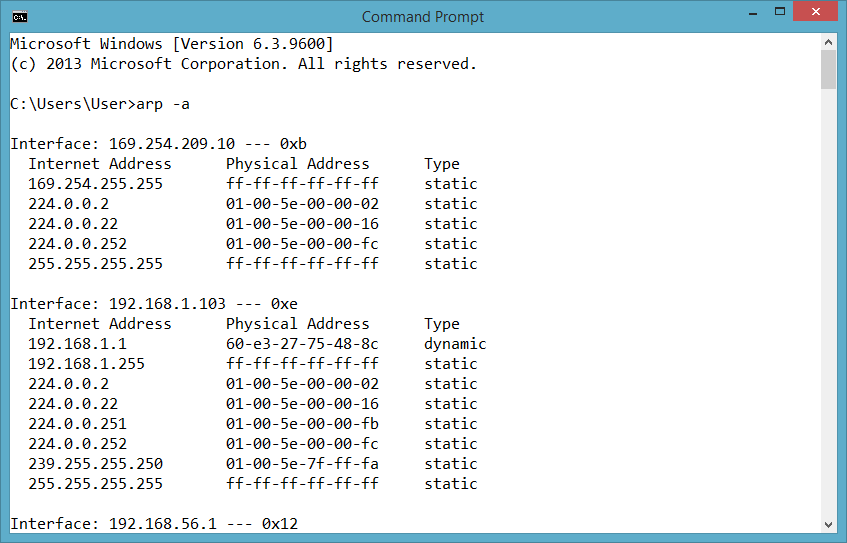 Command Prompt
Microsoft Windows [Version 6.3.9600]
(c) 2013 Microsoft Corporation. All rights reserved.
C:\Users\User>arp -a
Interface: 169.254.209.10 --- 0xb
Internet Address      Physical Address      Type
169.254.255.255       ff-ff-ff-ff-ff-ff     static
224.0.0.2             01-00-5e-00-00-02     static
224.0.0.22            01-00-5e-00-00-16     static
224.0.0.252           01-00-5e-00-00-fc     static
255.255.255.255       ff-ff-ff-ff-ff-ff     static
Interface: 192.168.1.103 --- 0xe
Internet Address      Physical Address      Type
192.168.1.1           60-e3-27-75-48-8c     dynamic
192.168.1.255         ff-ff-ff-ff-ff-ff     static
224.0.0.2             01-00-5e-00-00-02     static
224.0.0.22            01-00-5e-00-00-16     static
224.0.0.251           01-00-5e-00-00-fb     static
224.0.0.252           01-00-5e-00-00-fc     static
239.255.255.250       01-00-5e-7f-ff-fa     static
255.255.255.255       ff-ff-ff-ff-ff-ff     static
Interface: 192.168.56.1 --- 0x12